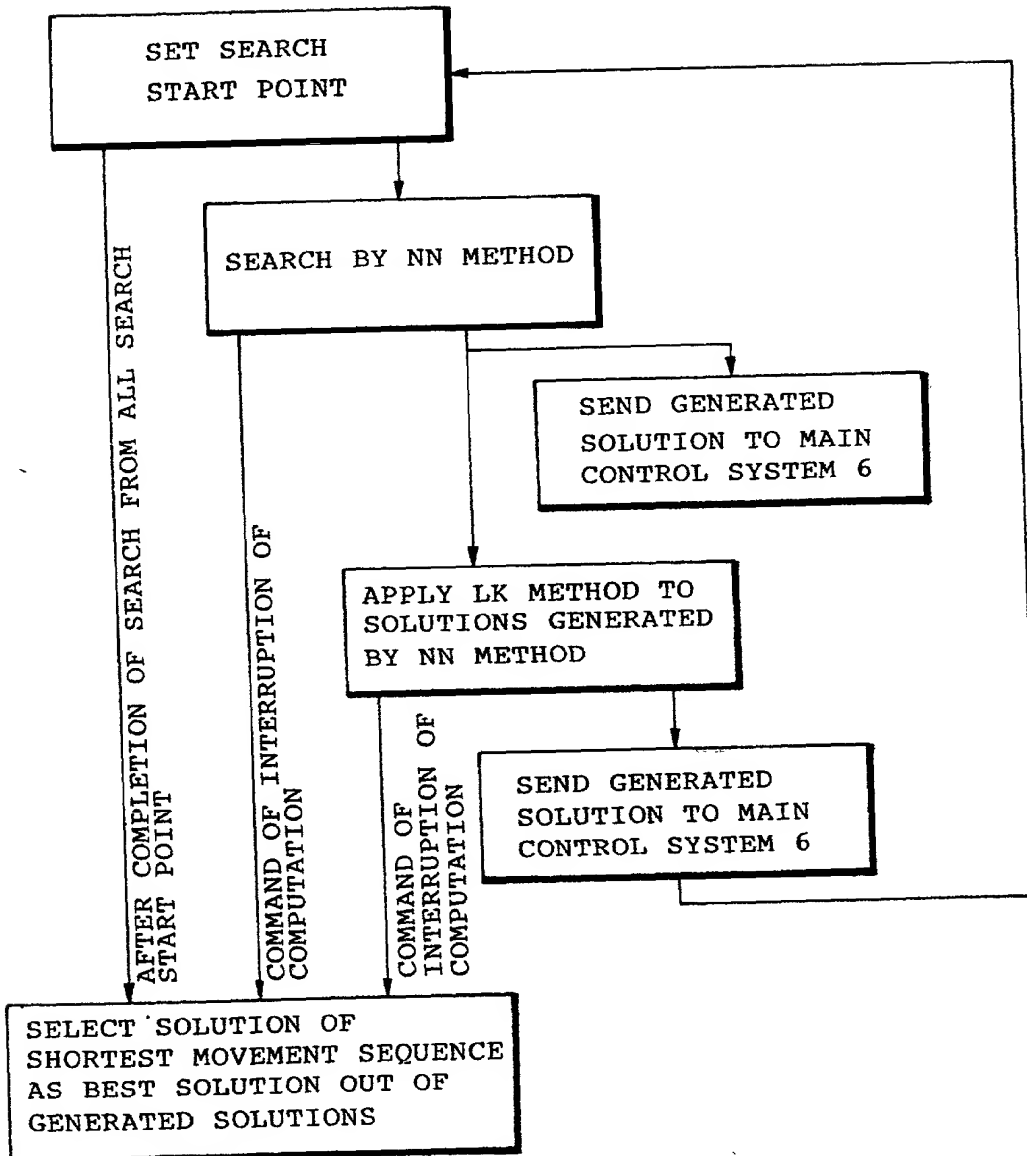 SET SEARCH
START POINT
SEARCH BY NN METHOD
SEND GENERATED
SOLUTION TO MAIN
CONTROL SYSTEM 6
APPLY LK METHOD TO
SOLUTIONS GENERATED
BY NN METHOD
SEND GENERATED
SOLUTION TO MAIN
CONTROL SYSTEM 6
AFTER COMPLETION OF SEARCH FROM ALL SEARCH
START POINT
COMMAND OF INTERRUPTION OF
COMPUTATION
COMMAND OF
INTERRUPTION OF
COMPUTATION
SELECT SOLUTION OF
SHORTEST MOVEMENT SEQUENCE
AS BEST SOLUTION OUT OF
GENERATED SOLUTIONS